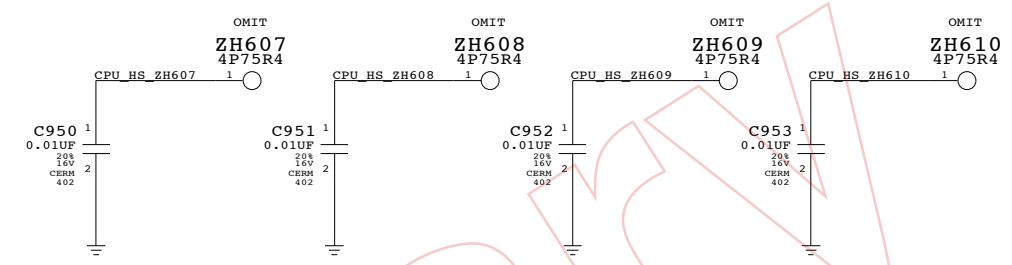 OMIT
ZH607
4P75R4
CPU_HS_ZH607 1
C950 1
0.01UF
20%
16V
CERM 2
402
OMIT
ZH608
4P75R4
CPU_HS_ZH608 1
C951 1
0.01UF
20%
16V
CERM 2
402
OMIT
ZH609
4P75R4
CPU_HS_ZH609 1
C952 1
0.01UF
20%
16V
CERM 2
402
OMIT
ZH610
4P75R4
CPU_HS_ZH610 1
C953 1
0.01UF
20%
16V
CERM 2
402